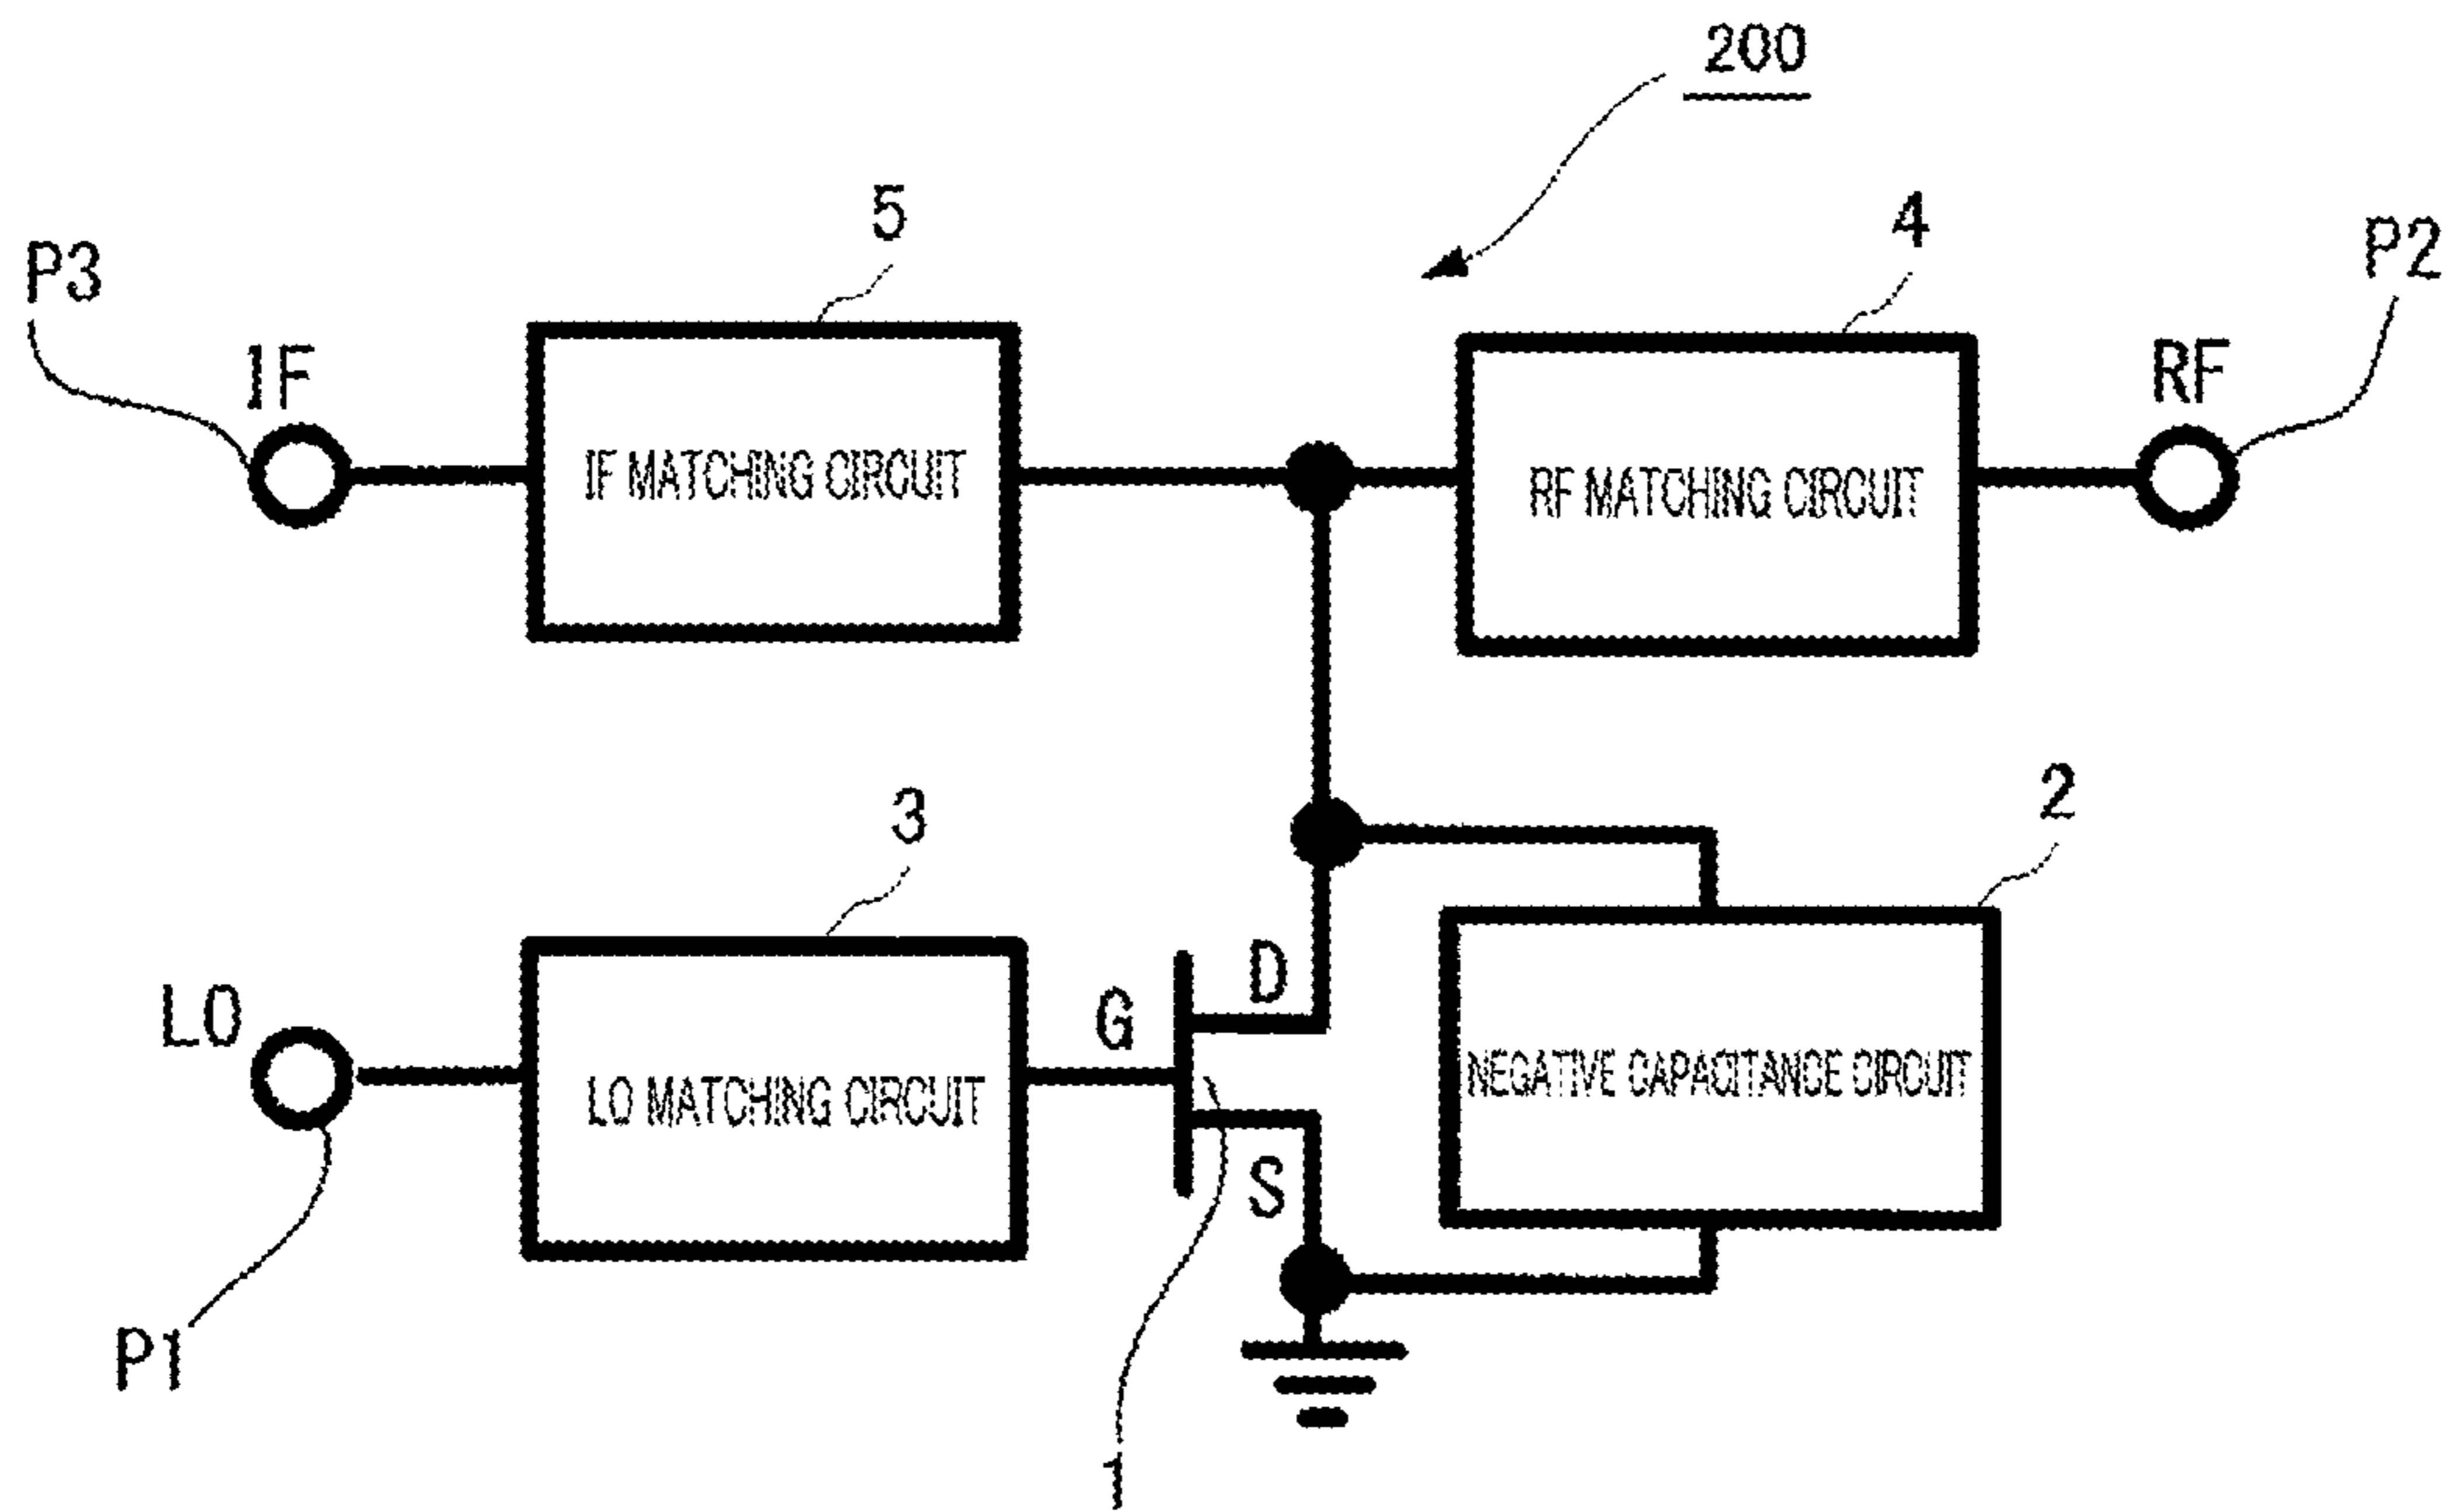 200
5
4
P3
P2
IF
RF
IF MATCHING CIRCUIT
RF MATCHING CIRCUIT
3
2
D
G
LO
LO MATCHING CIRCUIT
NEGATIVE CAPACITANCE CIRCUIT
S
P1
1